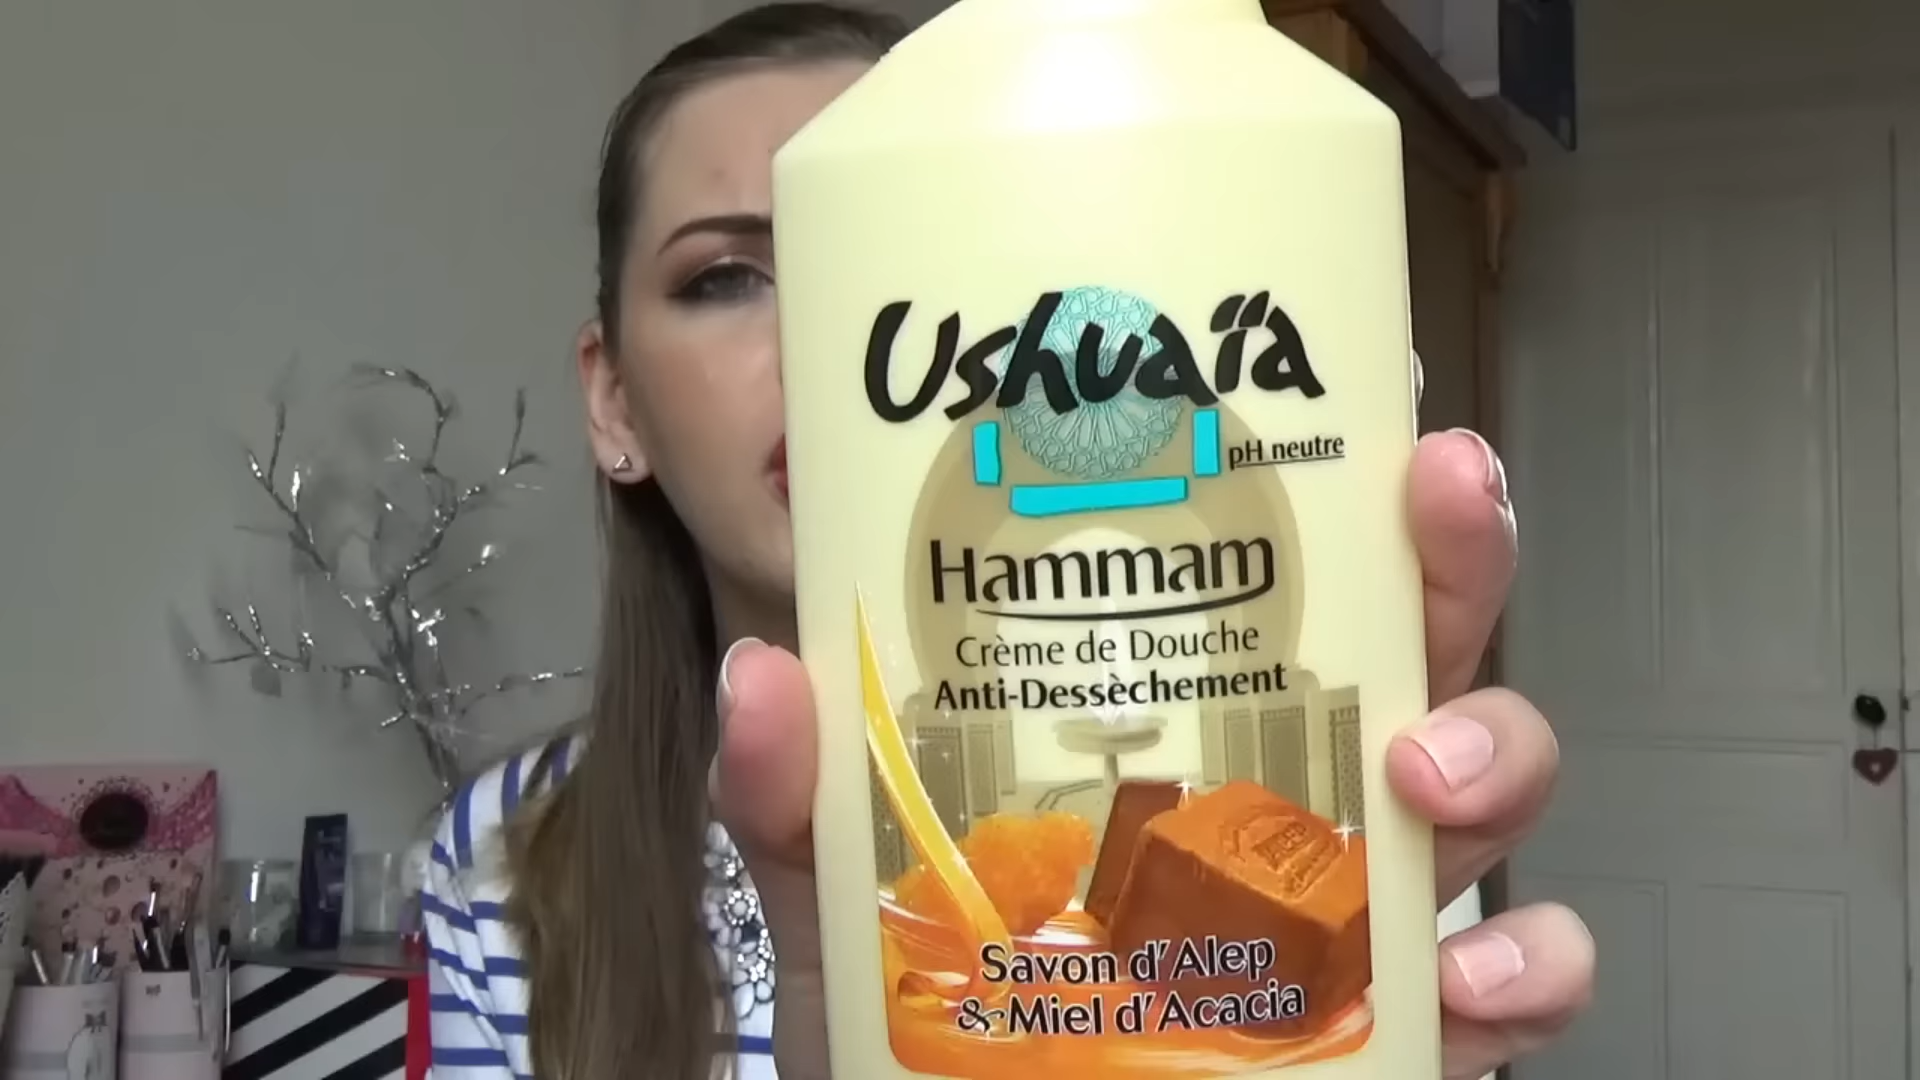 Ushuaïa
pH neutre
Hammam
Crème de Douche
Anti-Dessèchement
Savon d'Alep
& Miel d'Acacia